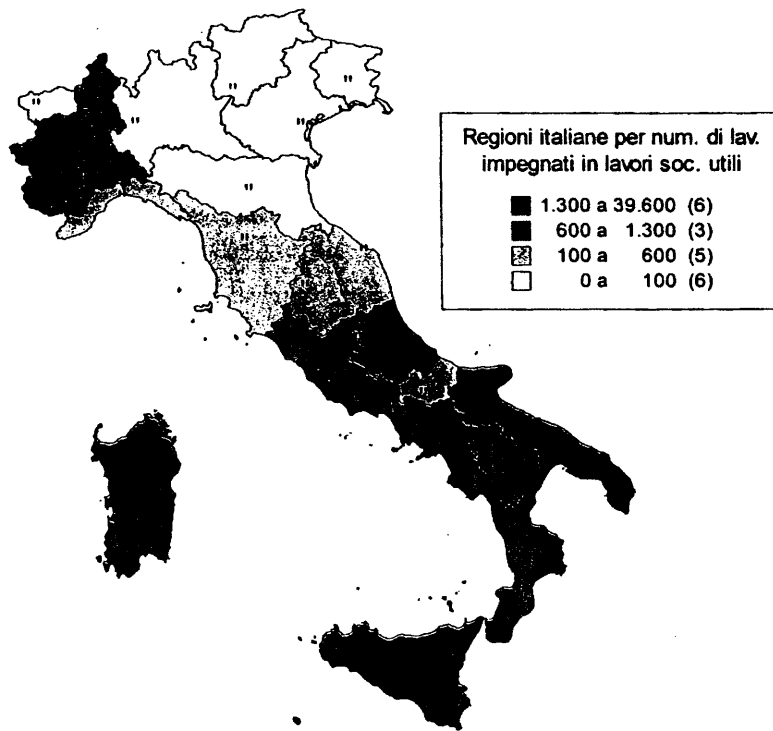 Regioni italiane per num. di lav.
impegnati in lavori soc. utili
1.300 a 39.600 (6)
600 a 1.300 (3)
100 a 600 (5)
0 a 100 (6)